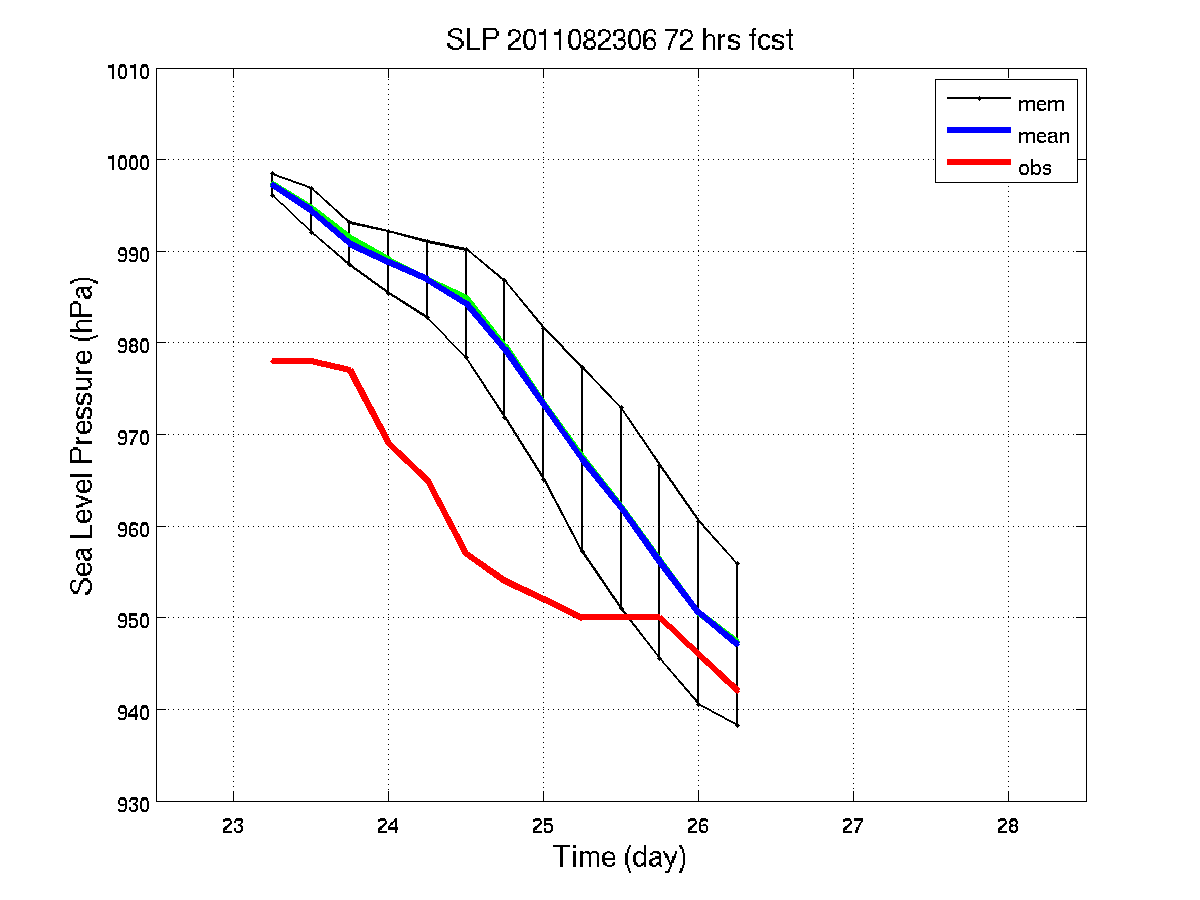 SLP 2011082306 72 hrs fcst
1010
1000
990
980
970
960
950
940
930
Sea Level Pressure (hPa)
mem
mean
obs
23 24 25 26 27 28
Time (day)